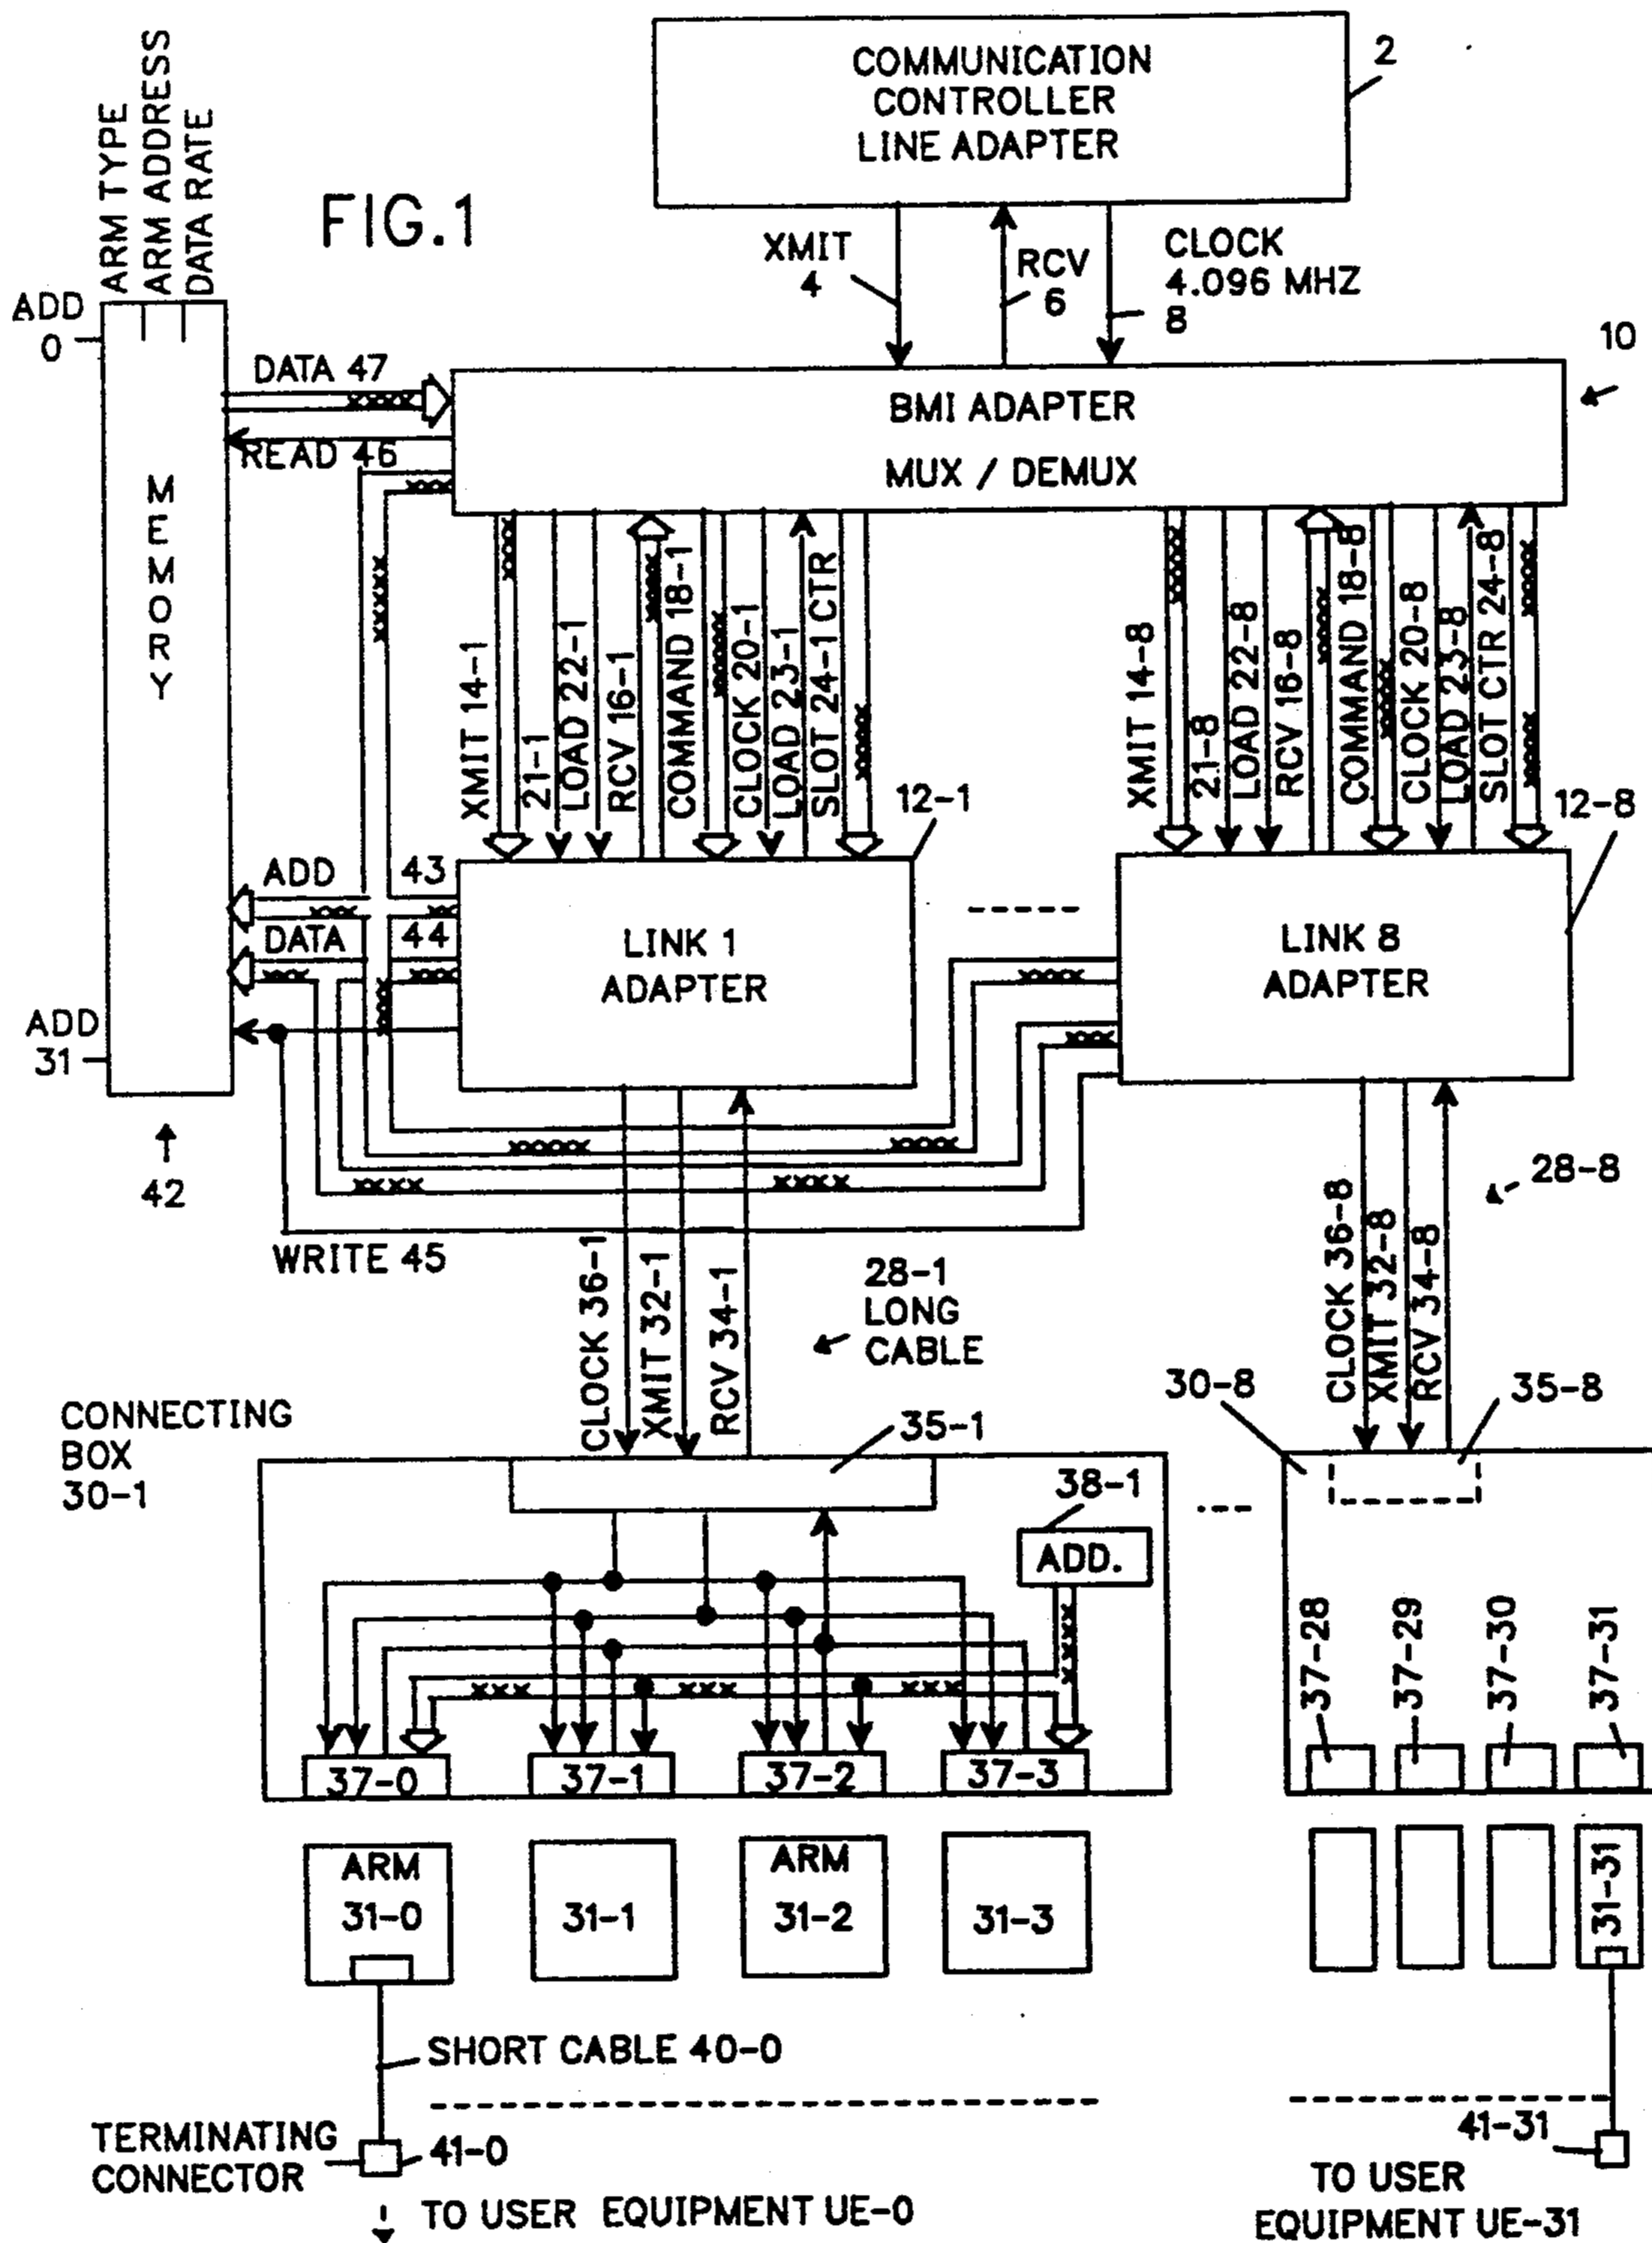 COMMUNICATION
CONTROLLER
LINE ADAPTER
2
ARM TYPE
ARM ADDRESS
DATA RATE
FIG.1
XMIT
4
RCV
6
CLOCK
4.096 MHZ
8
10
ADD
0
DATA 47
READ 46
BMI ADAPTER
MUX / DEMUX
MEMORY
XMIT 14-1
21-1
LOAD 22-1
RCV 16-1
COMMAND 18-1
CLOCK 20-1
LOAD 23-1
SLOT 24-1 CTR
XMIT 14-8
21-8
LOAD 22-8
RCV 16-8
COMMAND 18-8
CLOCK 20-8
LOAD 23-8
SLOT CTR 24-8
12-1
12-8
ADD 43
DATA 44
LINK 1
ADAPTER
LINK 8
ADAPTER
ADD
31
42
WRITE 45
CLOCK 36-1
XMIT 32-1
RCV 34-1
28-1
LONG
CABLE
CLOCK 36-8
XMIT 32-8
RCV 34-8
28-8
CONNECTING
BOX
30-1
35-1
38-1
ADD.
30-8
35-8
37-0
37-1
37-2
37-3
37-28
37-29
37-30
37-31
ARM
31-0
31-1
ARM
31-2
31-3
31-31
SHORT CABLE 40-0
TERMINATING
CONNECTOR
41-0
41-31
TO USER EQUIPMENT UE-0
TO USER
EQUIPMENT UE-31